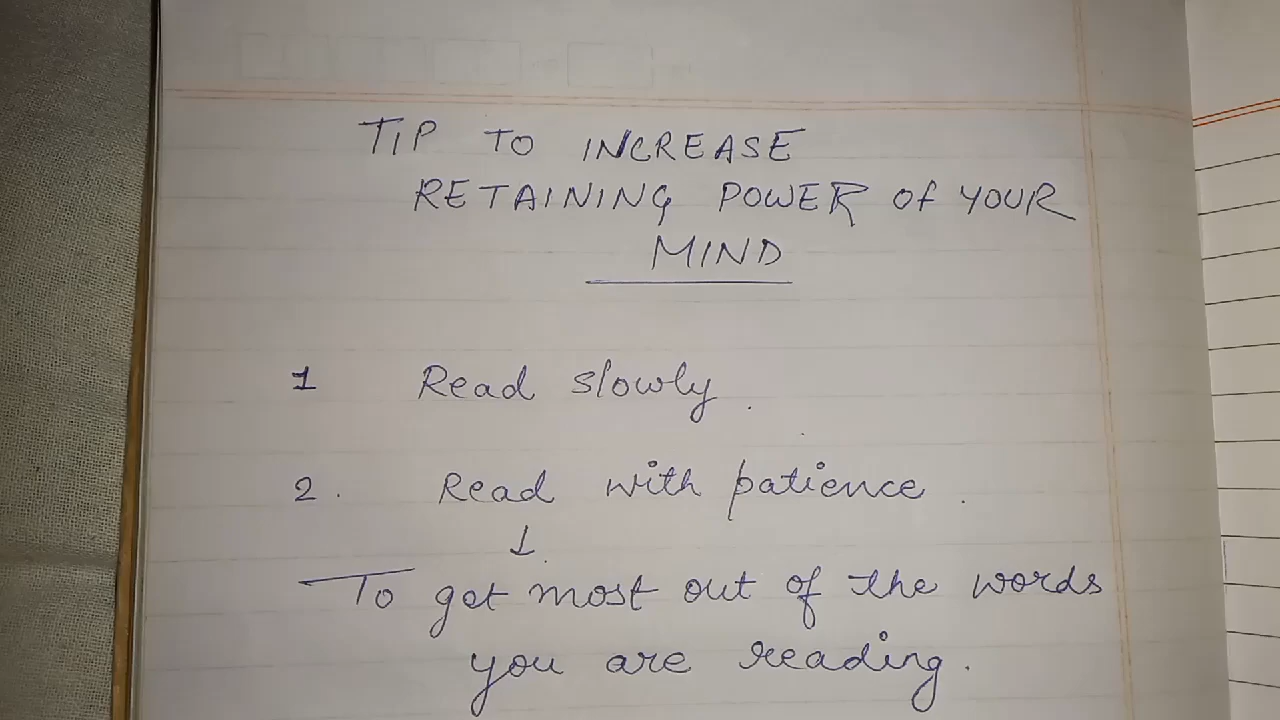 TIP TO INCREASE
RETAINING POWER Of YOUR
MIND
1 Read slowly.
2. Read with patience.
↓
To get most out of the words
you are reading.